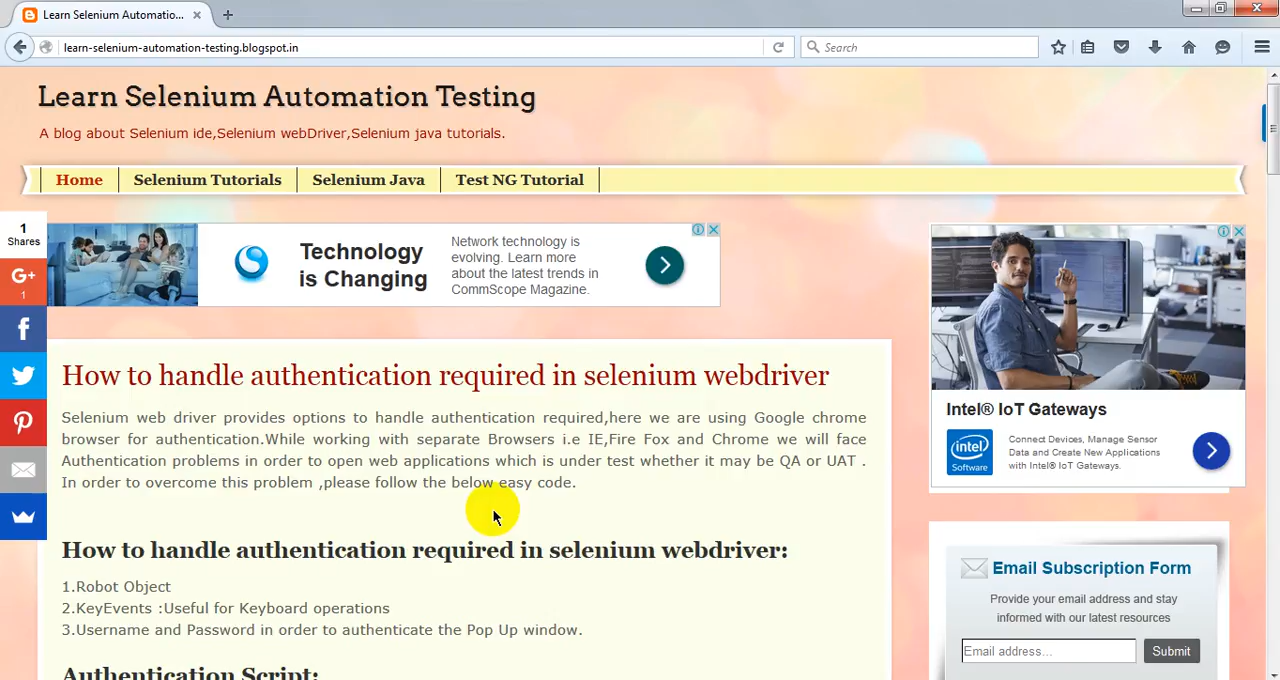 Learn Selenium Automatio...
learn-selenium-automation-testing.blogspot.in
Search
Learn Selenium Automation Testing
A blog about Selenium ide,Selenium webDriver,Selenium java tutorials.
Home
Selenium Tutorials
Selenium Java
Test NG Tutorial
1
Shares
G+
1
Technology
is Changing
Network technology is
evolving. Learn more
about the latest trends in
CommScope Magazine.
Intel® IoT Gateways
intel
Software
Connect Devices, Manage Sensor
Data and Create New Applications
with Intel® IoT Gateways.
How to handle authentication required in selenium webdriver
Selenium web driver provides options to handle authentication required,here we are using Google chrome
browser for authentication.While working with separate Browsers i.e IE,Fire Fox and Chrome we will face
Authentication problems in order to open web applications which is under test whether it may be QA or UAT .
In order to overcome this problem ,please follow the below easy code.
How to handle authentication required in selenium webdriver:
1.Robot Object
2.KeyEvents :Useful for Keyboard operations
3.Username and Password in order to authenticate the Pop Up window.
Authentication Script:
Email Subscription Form
Provide your email address and stay
informed with our latest resources
Email address...
Submit